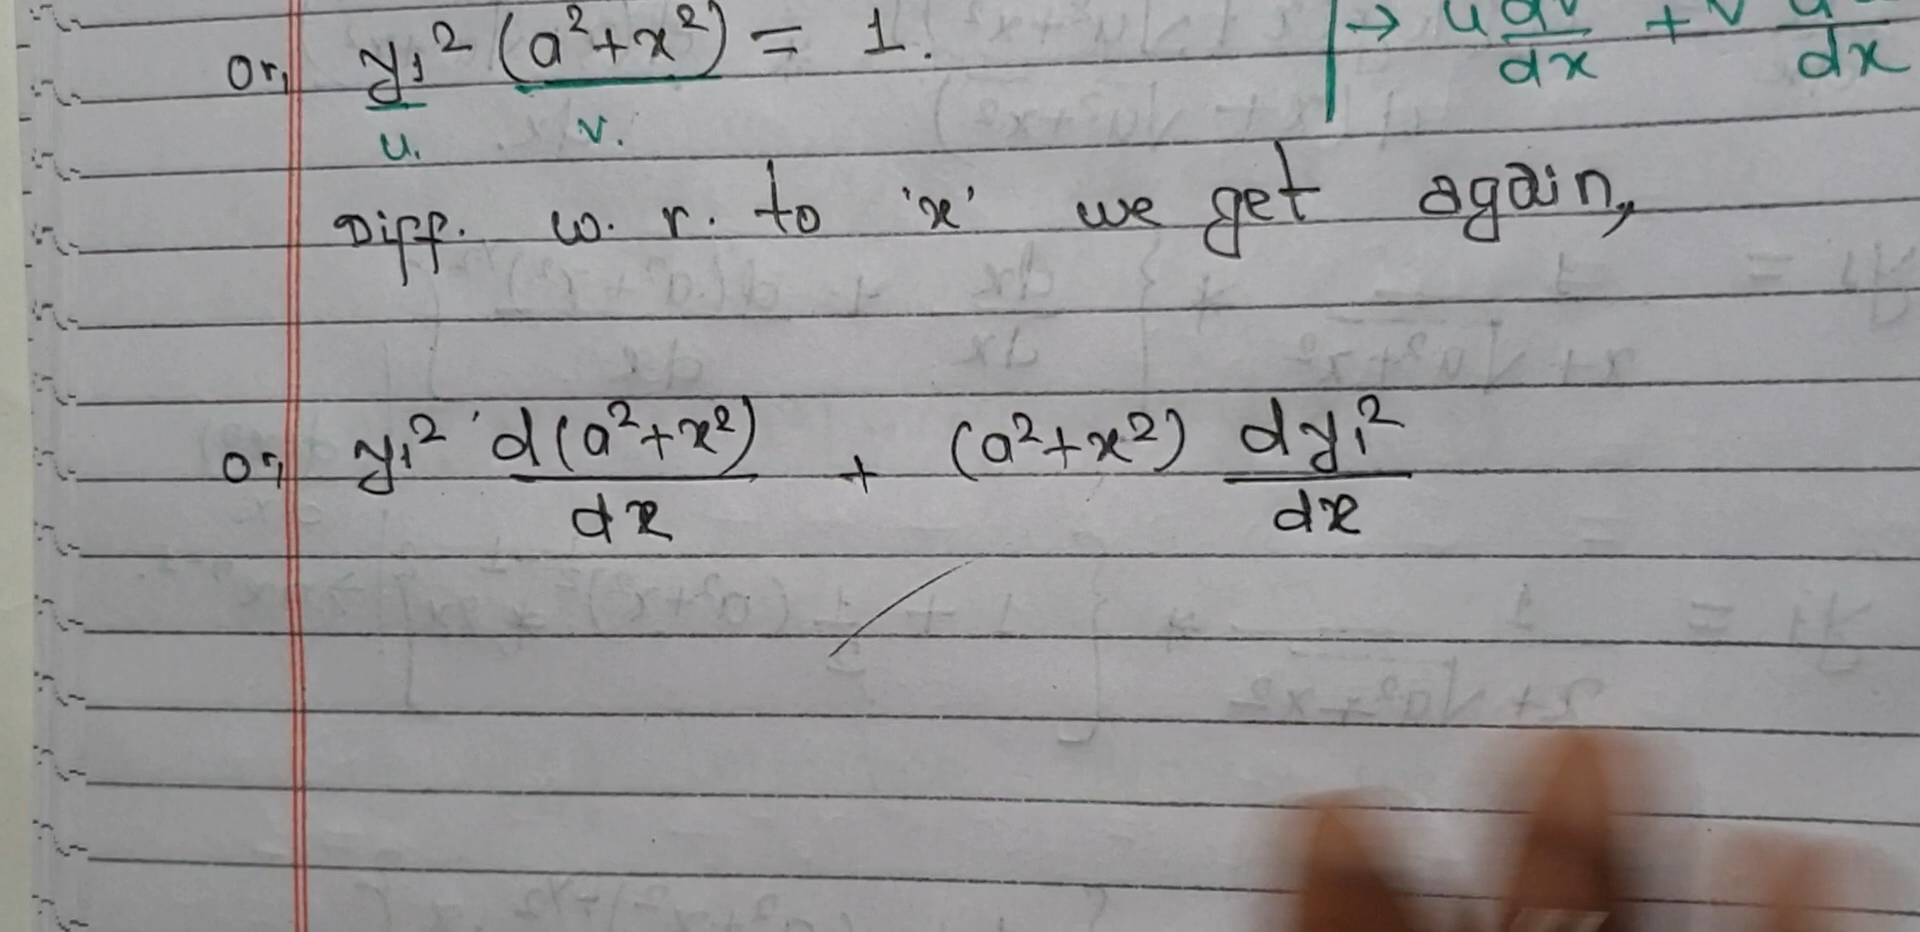 or, y₁² (a²+x²) = 1. → u dv/dx + v d/dx
u. v.
Diff. w. r. to 'x' we get again,
or, y₁² d(a²+x²)/dx + (a²+x²) dy₁²/dx